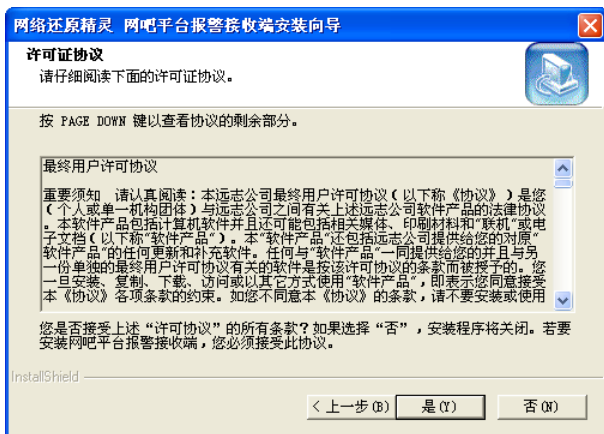 网络还原精灵 网吧平台报警接收端安装向导
许可证协议
请仔细阅读下面的许可证协议。
按 PAGE DOWN 键以查看协议的剩余部分。
最终用户许可协议
重要须知　请认真阅读：本远志公司最终用户许可协议（以下称《协议》）是您
（个人或单一机构团体）与远志公司之间有关上述远志公司软件产品的法律协议
。本软件产品包括计算机软件并且还可能包括相关媒体、印刷材料和“联机”或电
子文档（以下称“软件产品”）。本“软件产品”还包括远志公司提供给您的对原“
软件产品”的任何更新和补充软件。任何与“软件产品”一同提供给您的并且与另
一份单独的最终用户许可协议有关的软件是按该许可协议的条款而被授予的。您
一旦安装、复制、下载、访问或以其它方式使用“软件产品”，即表示您同意接受
本《协议》各项条款的约束。如您不同意本《协议》的条款，请不要安装或使用
您是否接受上述“许可协议”的所有条款？如果选择“否”，安装程序将关闭。若要
安装网吧平台报警接收端，您必须接受此协议。
InstallShield
< 上一步(B)　是(Y)　否(N)